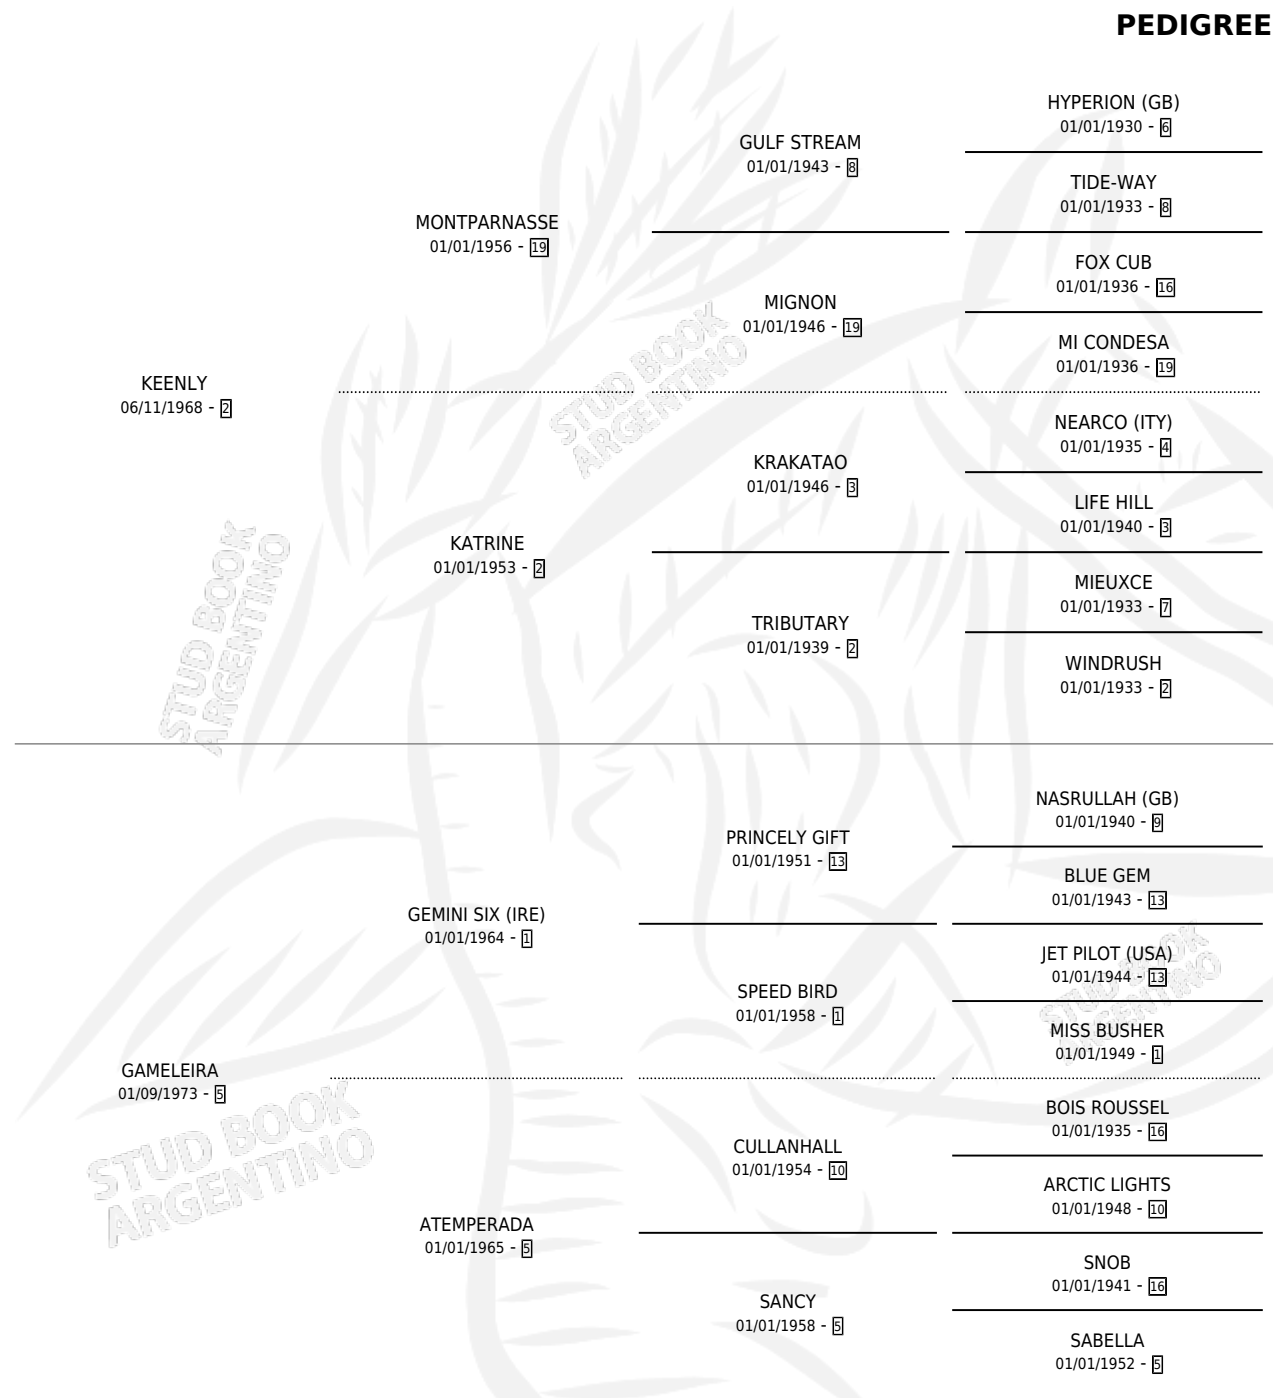 PEDIGREE
HYPERION (GB)
01/01/1930 - 6
GULF STREAM
01/01/1943 - 8
TIDE-WAY
01/01/1933 - 8
MONTPARNASSE
01/01/1956 - 19
FOX CUB
01/01/1936 - 16
MIGNON
01/01/1946 - 19
MI CONDESA
01/01/1936 - 19
KEENLY
06/11/1968 - 2
NEARCO (ITY)
01/01/1935 - 4
KRAKATAO
01/01/1946 - 3
LIFE HILL
01/01/1940 - 3
KATRINE
01/01/1953 - 2
MIEUXCE
01/01/1933 - 7
TRIBUTARY
01/01/1939 - 2
WINDRUSH
01/01/1933 - 2
NASRULLAH (GB)
01/01/1940 - 9
PRINCELY GIFT
01/01/1951 - 13
BLUE GEM
01/01/1943 - 13
GEMINI SIX (IRE)
01/01/1964 - 1
JET PILOT (USA)
01/01/1944 - 13
SPEED BIRD
01/01/1958 - 1
MISS BUSHER
01/01/1949 - 1
GAMELEIRA
01/09/1973 - 5
BOIS ROUSSEL
01/01/1935 - 16
CULLANHALL
01/01/1954 - 10
ARCTIC LIGHTS
01/01/1948 - 10
ATEMPERADA
01/01/1965 - 5
SNOB
01/01/1941 - 16
SANCY
01/01/1958 - 5
SABELLA
01/01/1952 - 5
STUD BOOK
ARGENTINO
STUD BOOK
ARGENTINO
STUD BOOK
ARGENTINO
STUD BOOK
ARGENTINO